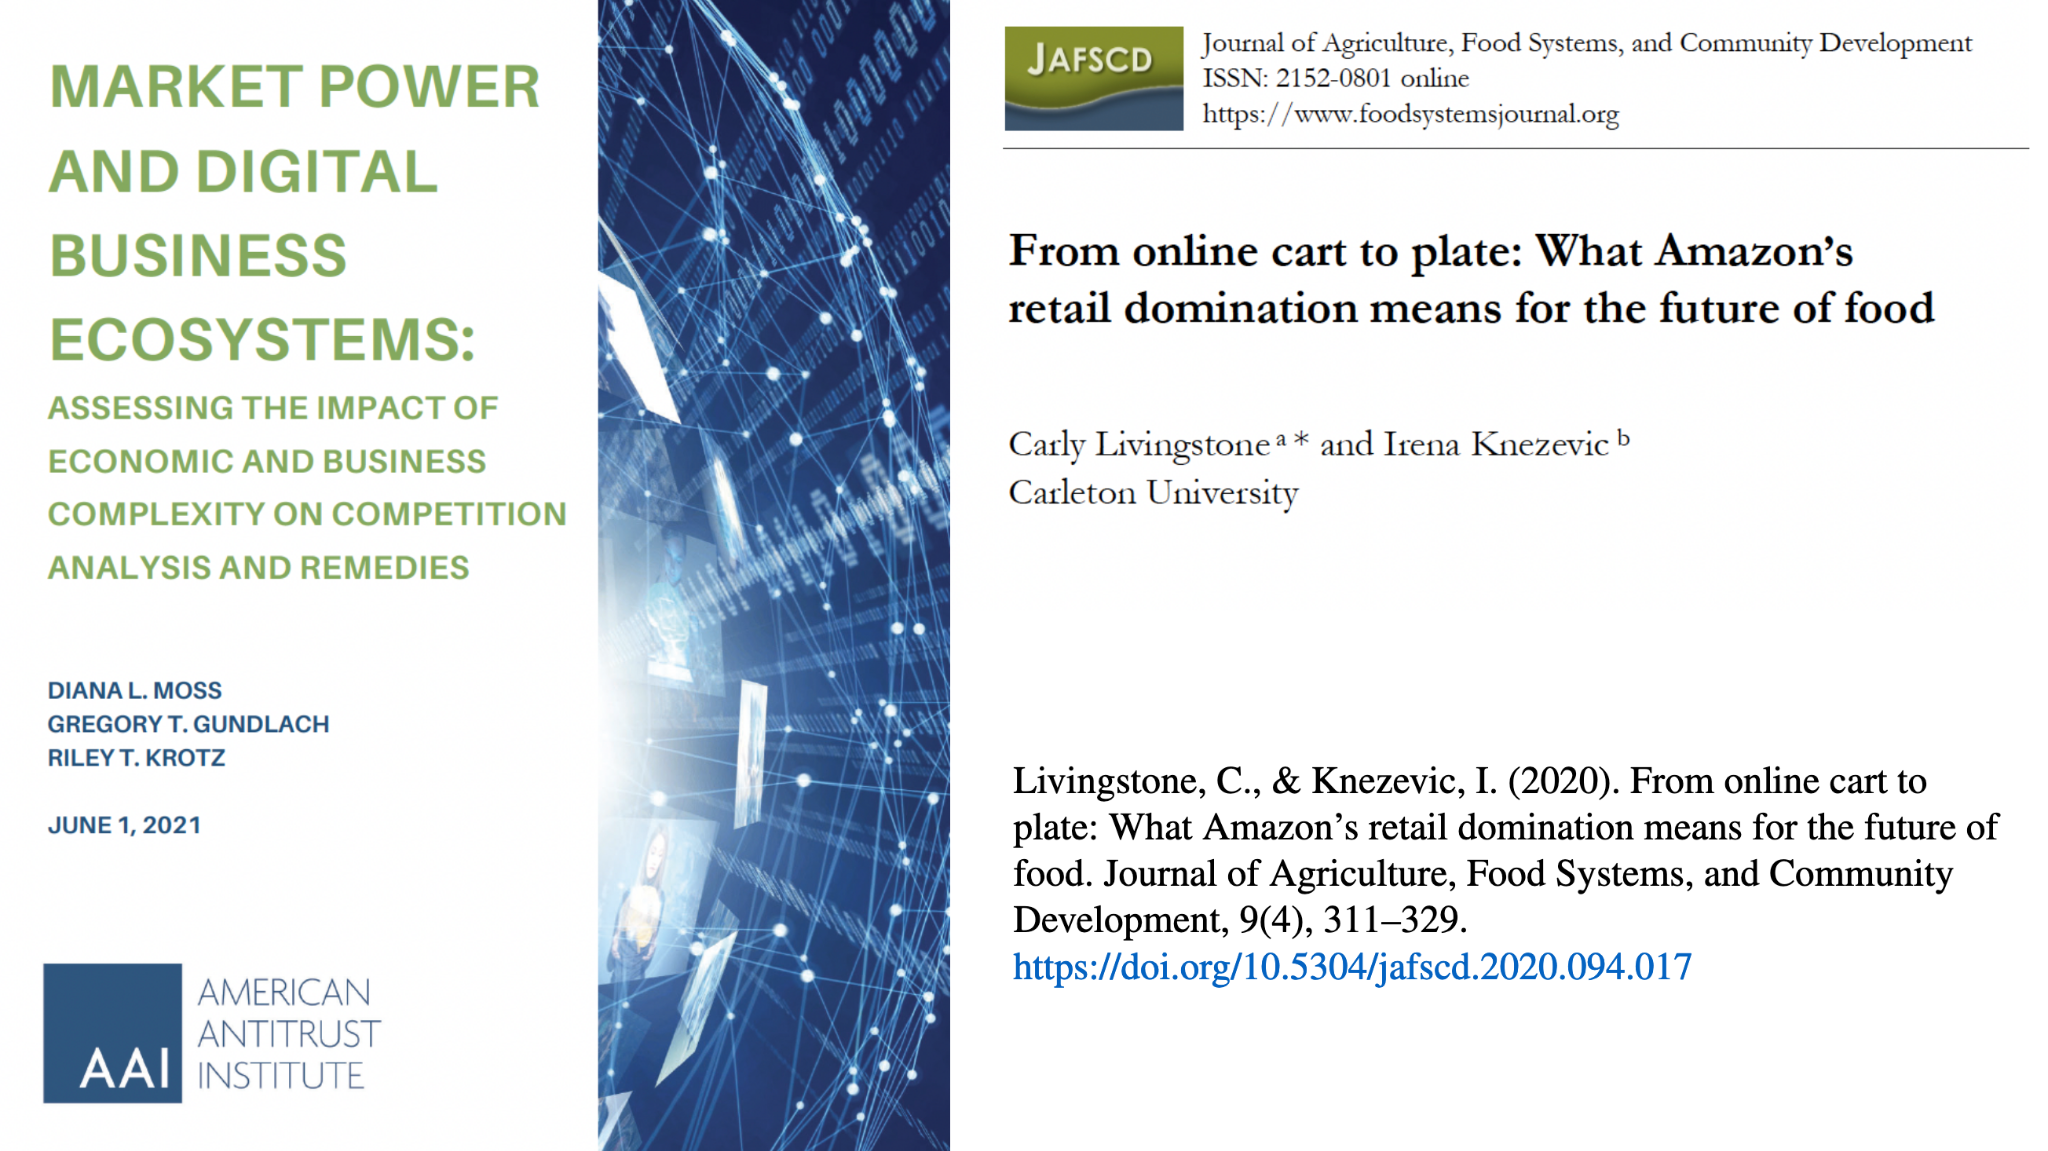 MARKET POWER
AND DIGITAL
BUSINESS
ECOSYSTEMS:
ASSESSING THE IMPACT OF
ECONOMIC AND BUSINESS
COMPLEXITY ON COMPETITION
ANALYSIS AND REMEDIES
DIANA L. MOSS
GREGORY T. GUNDLACH
RILEY T. KROTZ
JUNE 1, 2021
AAI
AMERICAN
ANTITRUST
INSTITUTE
JAFSCD
Journal of Agriculture, Food Systems, and Community Development
ISSN: 2152-0801 online
https://www.foodsystemsjournal.org
From online cart to plate: What Amazon’s
retail domination means for the future of food
Carly Livingstone a * and Irena Knezevic b
Carleton University
Livingstone, C., & Knezevic, I. (2020). From online cart to
plate: What Amazon’s retail domination means for the future of
food. Journal of Agriculture, Food Systems, and Community
Development, 9(4), 311–329.
https://doi.org/10.5304/jafscd.2020.094.017